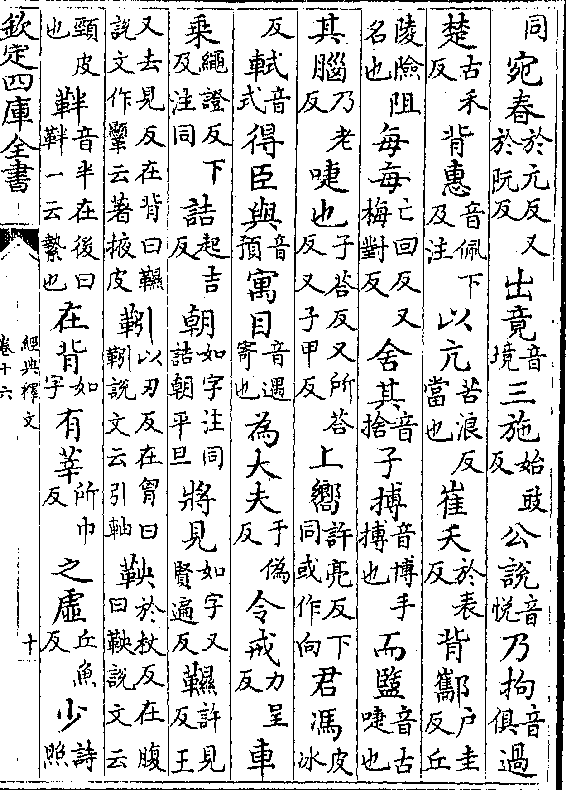 同宛春於元反又於阮反出竟音境三施始豉反公說音悅乃拘音俱過
楚古禾反背惠音佩下及注以亢苦浪反當也崔夭於表反背酅戶圭反丘
陵險阻名也每每亡回反又梅對反舍其音捨子搏音博手搏也而盬音古啑也
其腦乃老反啑也子荅反又所荅反又子甲反上嚮許亮反下同或作向君馮皮冰
反軾音式得臣與音預寓目音遇寄也為大夫于偽反令戒力呈反車
乘繩證反下及注同詰起吉反朝如字注同詰朝平旦將見如字又賢遍反韅許見反王
又去見反在背曰韅說文作云著掖皮靷以刃反在胷曰靷說文云引軸鞅於杖反在腹曰鞅說文云
頸皮也靽音半在後曰靽一云縶也在背如字有莘所巾反之虛丘魚反少詩照
欽定四庫全書
經典釋文
卷十六
十